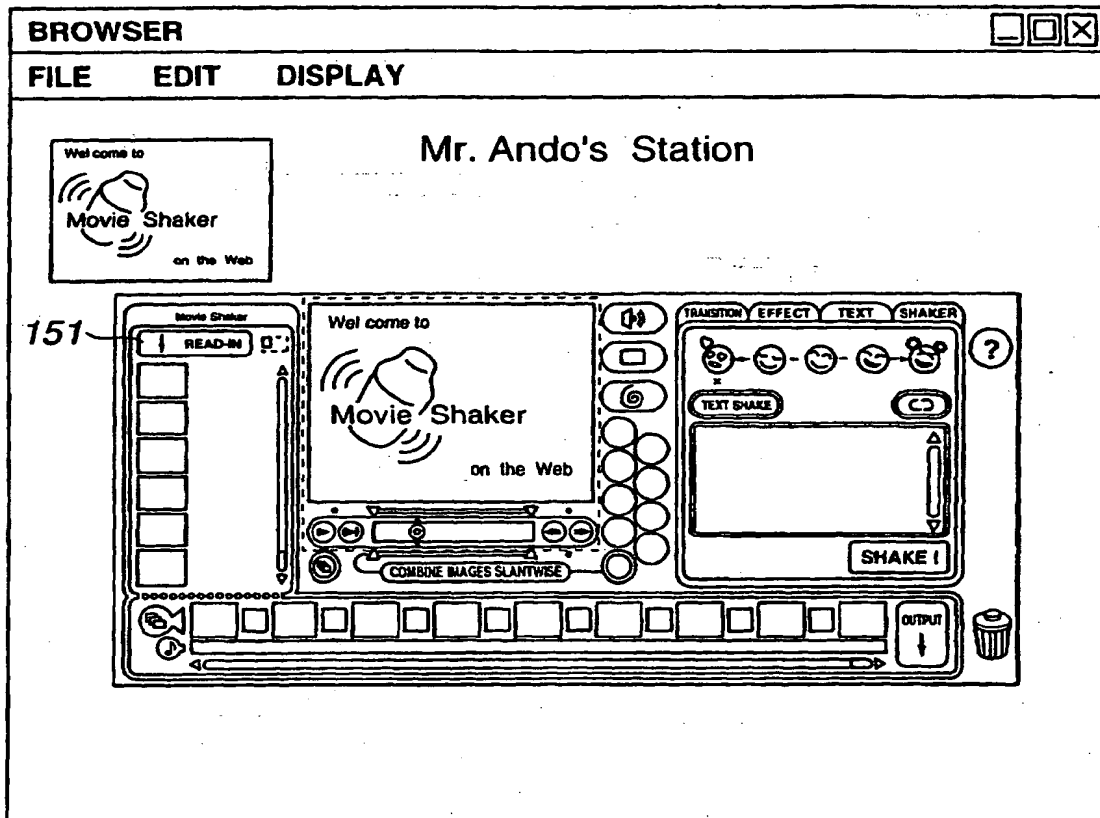 BROWSER
FILE EDIT DISPLAY
Mr. Ando's Station
Wel come to
Movie Shaker
on the Web
151
Movie Shaker
READ-IN
Wel come to
Movie Shaker
on the Web
COMBINE IMAGES SLANTWISE
TRANSITION EFFECT TEXT SHAKER
?
TEXT SHAKE
SHAKE !
OUTPUT